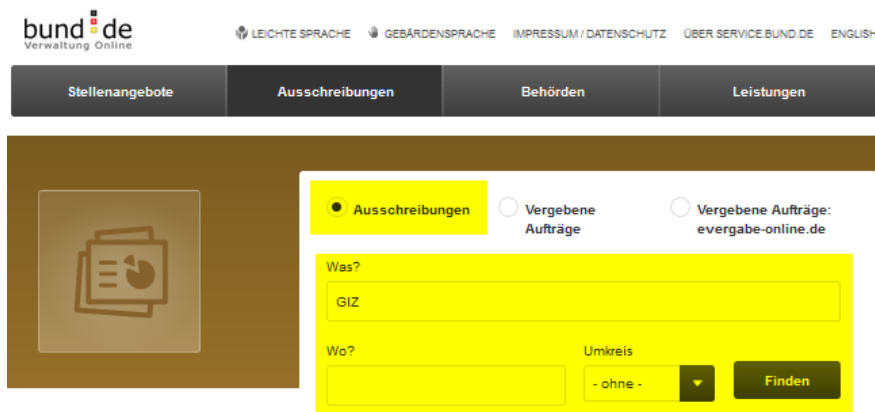 bund de
Verwaltung Online
LEICHTE SPRACHE GEBÄRDENSPRACHE IMPRESSUM / DATENSCHUTZ ÜBER SERVICE.BUND.DE ENGLISH
Stellenangebote Ausschreibungen Behörden Leistungen
Ausschreibungen Vergebene Vergebene Aufträge:
Aufträge evergabe-online.de
Was?
GIZ
Wo? Umkreis
- ohne - Finden